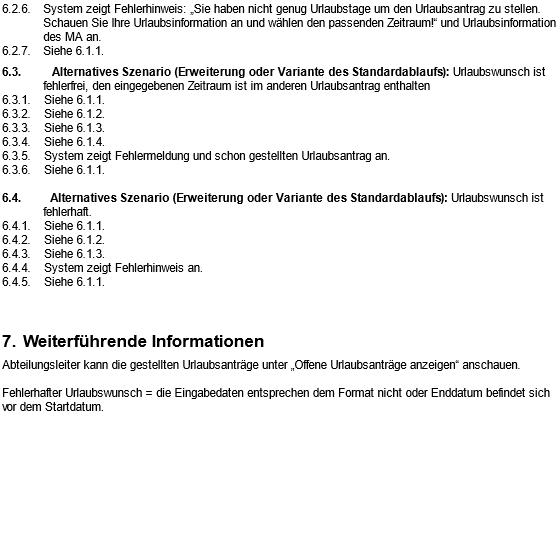 6.2.6. System zeigt Fehlerhinweis: „Sie haben nicht genug Urlaubstage um den Urlaubsantrag zu stellen.
Schauen Sie Ihre Urlaubsinformation an und wählen den passenden Zeitraum!“ und Urlaubsinformation
des MA an.
6.2.7. Siehe 6.1.1.
6.3. Alternatives Szenario (Erweiterung oder Variante des Standardablaufs): Urlaubswunsch ist
fehlerfrei, den eingegebenen Zeitraum ist im anderen Urlaubsantrag enthalten
6.3.1. Siehe 6.1.1.
6.3.2. Siehe 6.1.2.
6.3.3. Siehe 6.1.3.
6.3.4. Siehe 6.1.4.
6.3.5. System zeigt Fehlermeldung und schon gestellten Urlaubsantrag an.
6.3.6. Siehe 6.1.1.
6.4. Alternatives Szenario (Erweiterung oder Variante des Standardablaufs): Urlaubswunsch ist
fehlerhaft.
6.4.1. Siehe 6.1.1.
6.4.2. Siehe 6.1.2.
6.4.3. Siehe 6.1.3.
6.4.4. System zeigt Fehlerhinweis an.
6.4.5. Siehe 6.1.1.
7. Weiterführende Informationen
Abteilungsleiter kann die gestellten Urlaubsanträge unter „Offene Urlaubsanträge anzeigen“ anschauen.
Fehlerhafter Urlaubswunsch = die Eingabedaten entsprechen dem Format nicht oder Enddatum befindet sich
vor dem Startdatum.